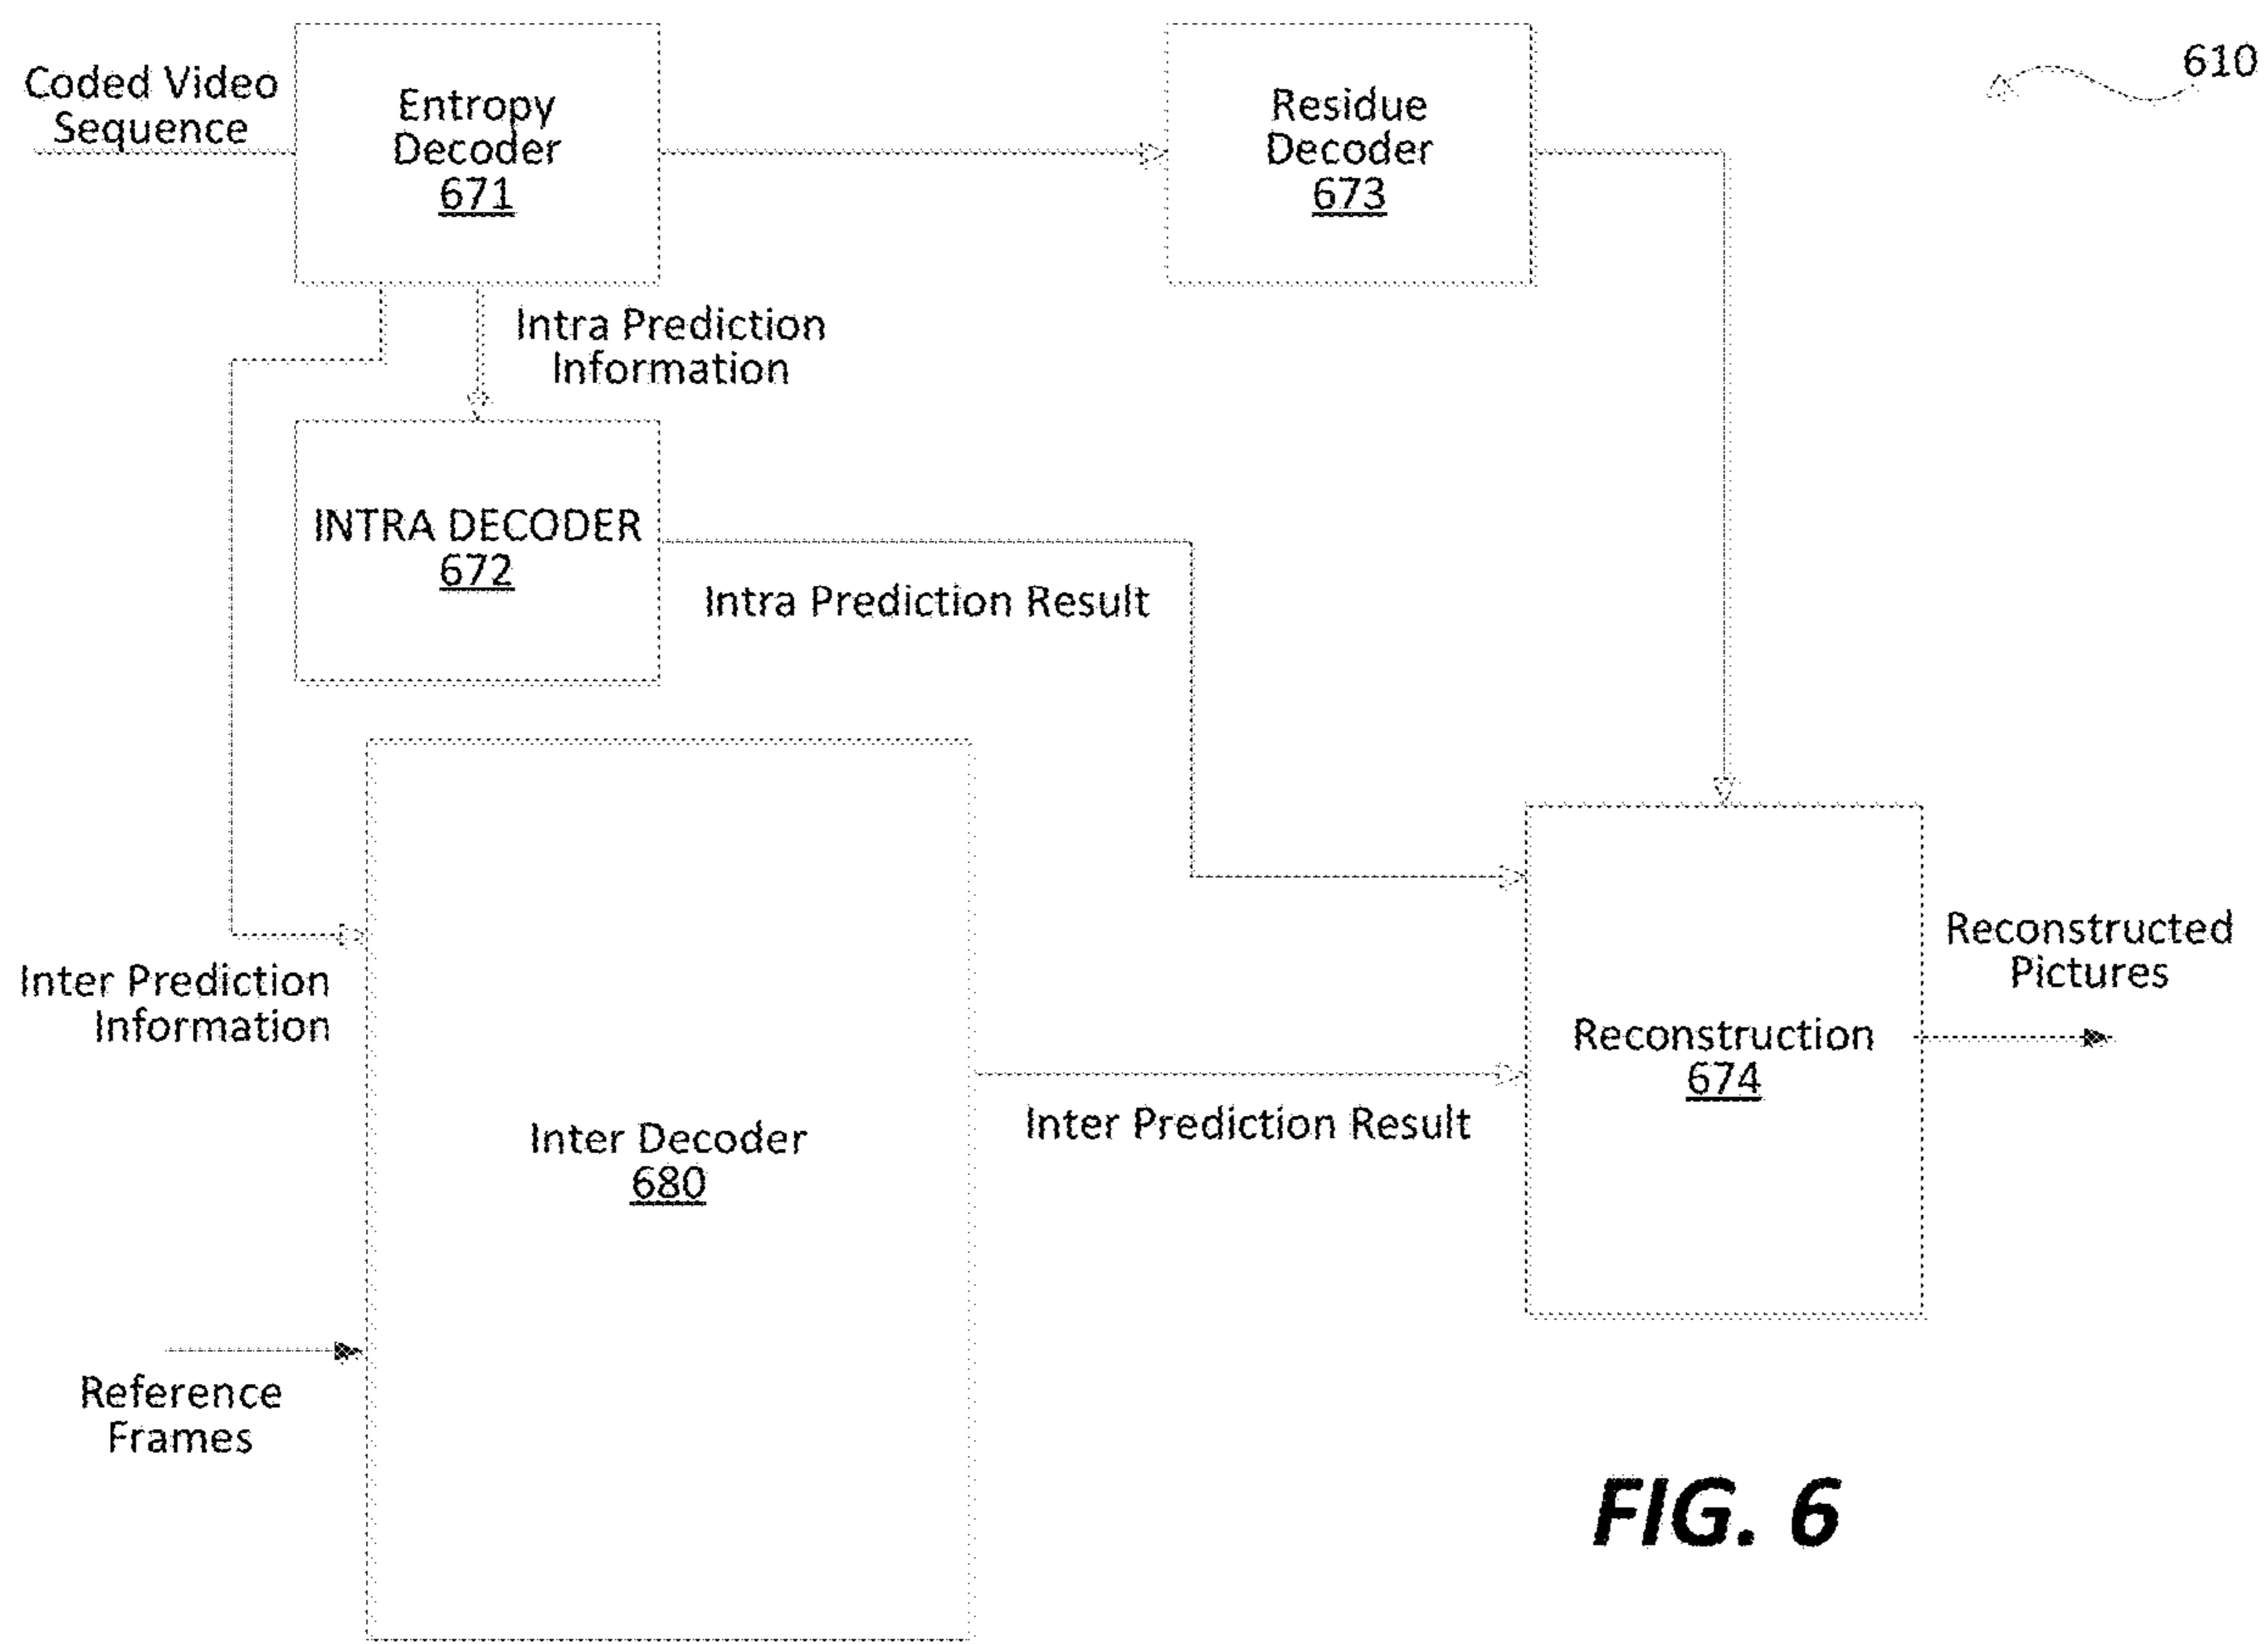 610
Coded Video
Sequence
Entropy
Decoder
671
Residue
Decoder
673
Intra Prediction
Information
INTRA DECODER
672
Intra Prediction Result
Inter Prediction
Information
Reconstructed
Pictures
Reconstruction
674
Inter Decoder
680
Inter Prediction Result
Reference
Frames
FIG. 6